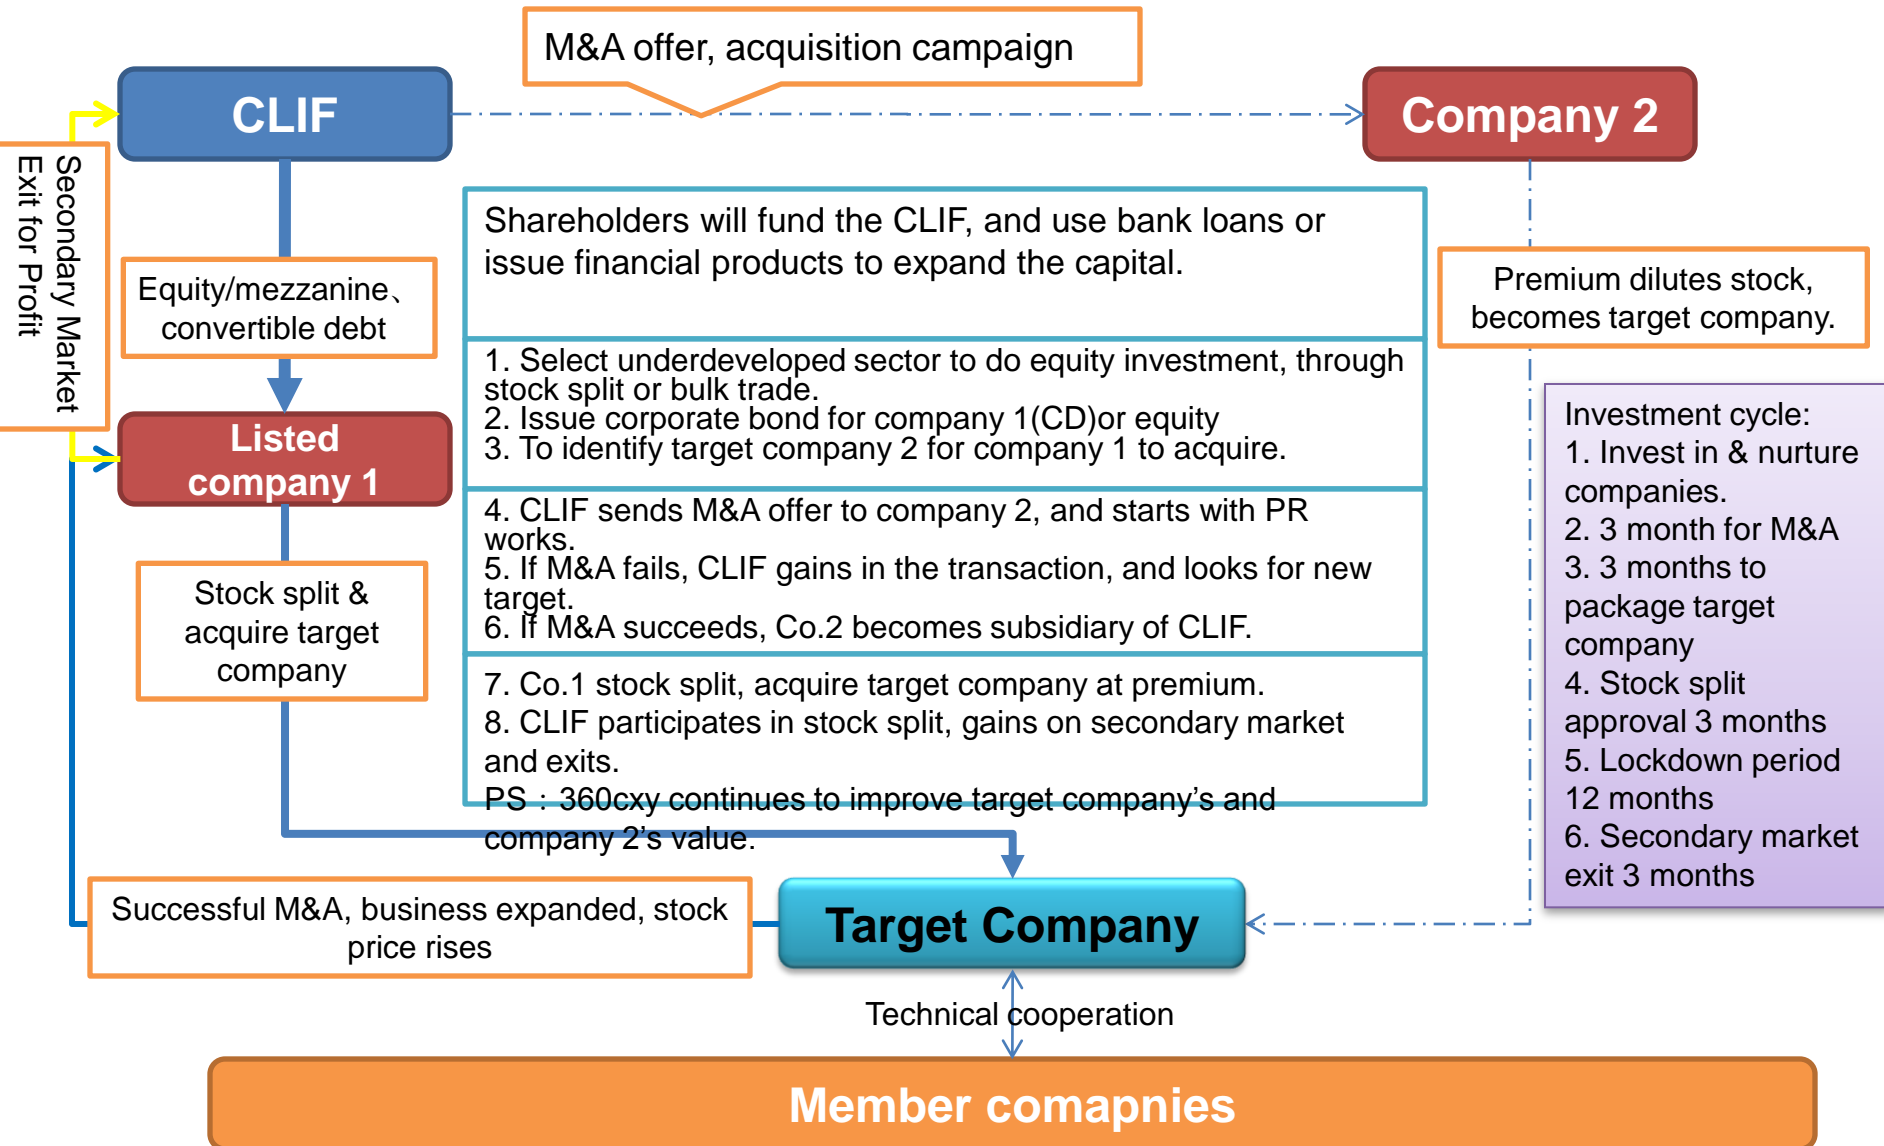 M&A offer, acquisition campaign
CLIF
Company 2
Secondary Market
Exit for Profit
Shareholders will fund the CLIF, and use bank loans or
issue financial products to expand the capital.
Equity/mezzanine、
convertible debt
Premium dilutes stock,
becomes target company.
1. Select underdeveloped sector to do equity investment, through
stock split or bulk trade.
2. Issue corporate bond for company 1(CD)or equity
3. To identify target company 2 for company 1 to acquire.
Listed
company 1
4. CLIF sends M&A offer to company 2, and starts with PR
works.
5. If M&A fails, CLIF gains in the transaction, and looks for new
target.
6. If M&A succeeds, Co.2 becomes subsidiary of CLIF.
Stock split &
acquire target
company
7. Co.1 stock split, acquire target company at premium.
8. CLIF participates in stock split, gains on secondary market
and exits.
PS：360cxy continues to improve target company’s and
company 2’s value.
Investment cycle:
1. Invest in & nurture
companies.
2. 3 month for M&A
3. 3 months to
package target
company
4. Stock split
approval 3 months
5. Lockdown period
12 months
6. Secondary market
exit 3 months
Successful M&A, business expanded, stock
price rises
Target Company
Technical cooperation
Member comapnies